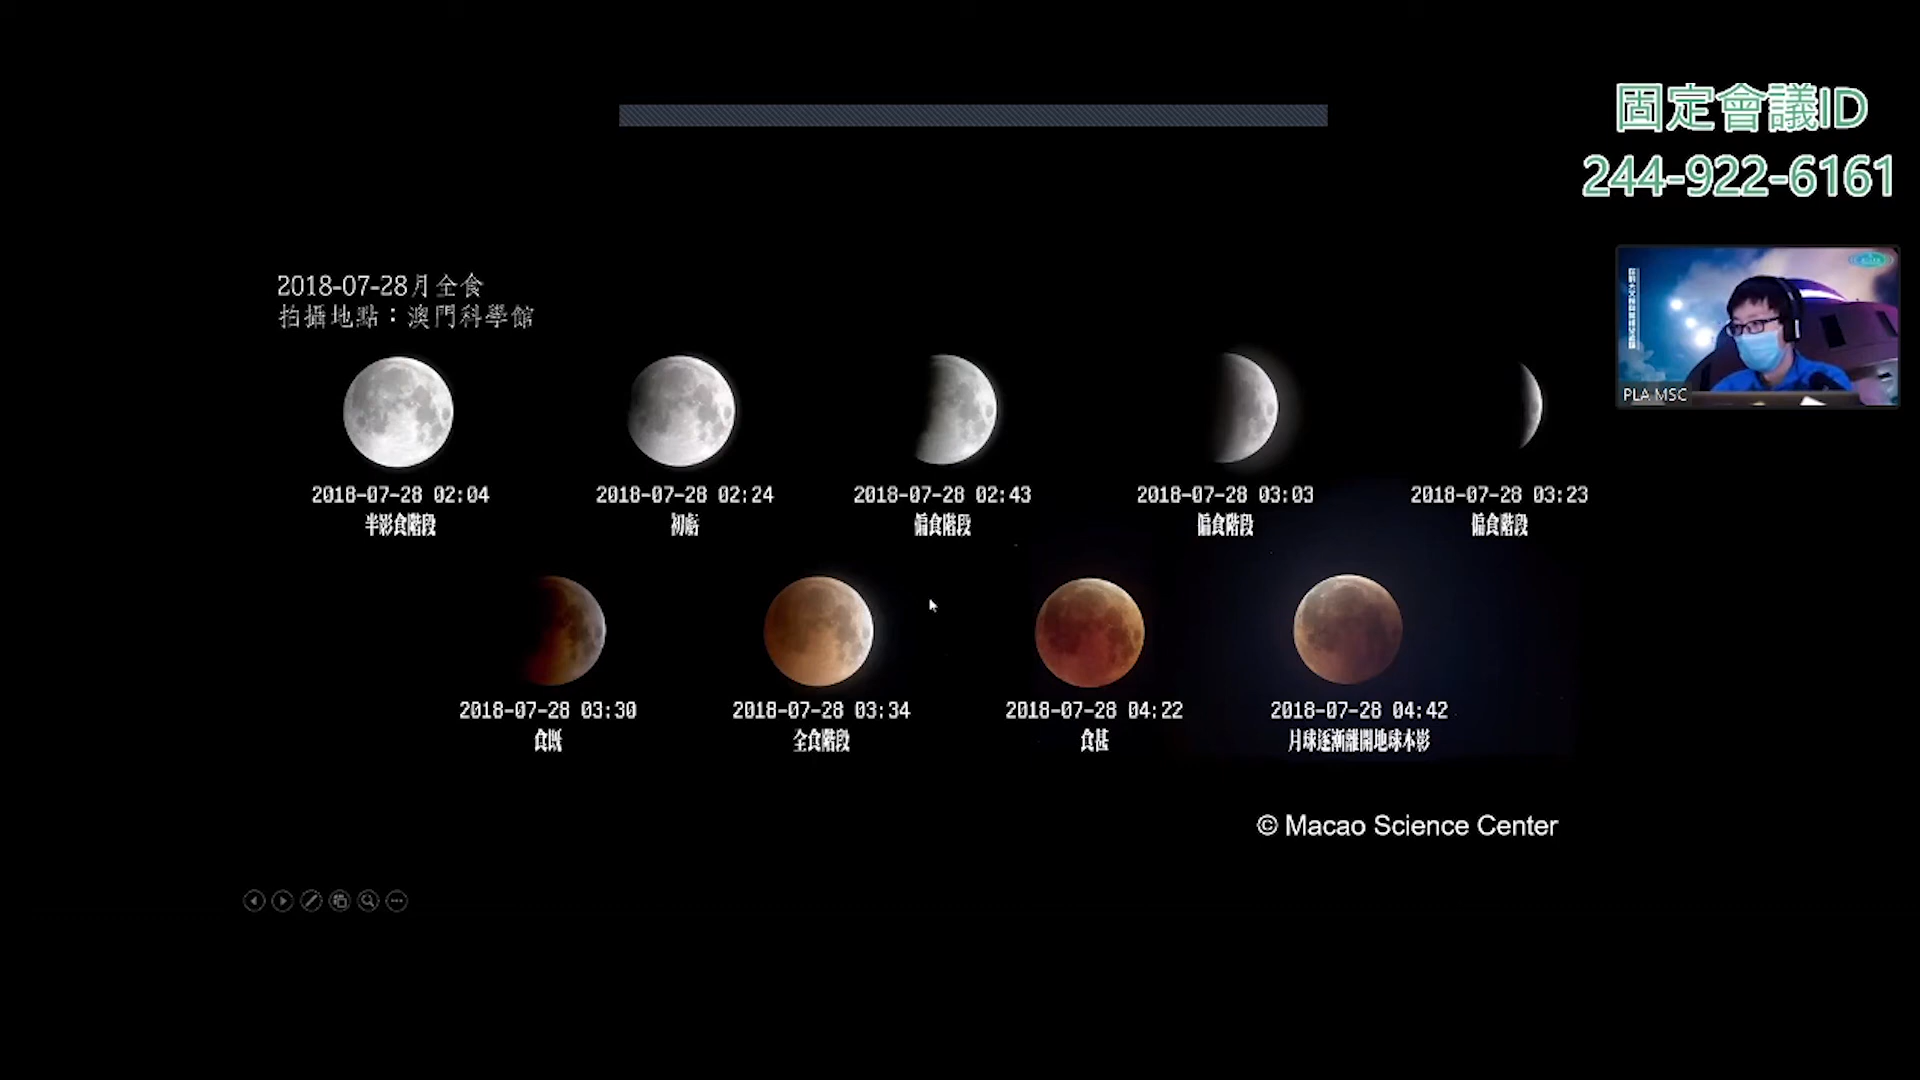 固定會議ID
244-922-6161
2018-07-28月全食
拍攝地點：澳門科學館
PLA MSC
2018-07-28 02:04
半影食階段
2018-07-28 02:24
初虧
2018-07-28 02:43
偏食階段
2018-07-28 03:03
偏食階段
2018-07-28 03:23
偏食階段
2018-07-28 03:30
食既
2018-07-28 03:34
全食階段
2018-07-28 04:22
食甚
2018-07-28 04:42
月球逐漸離開地球本影
© Macao Science Center